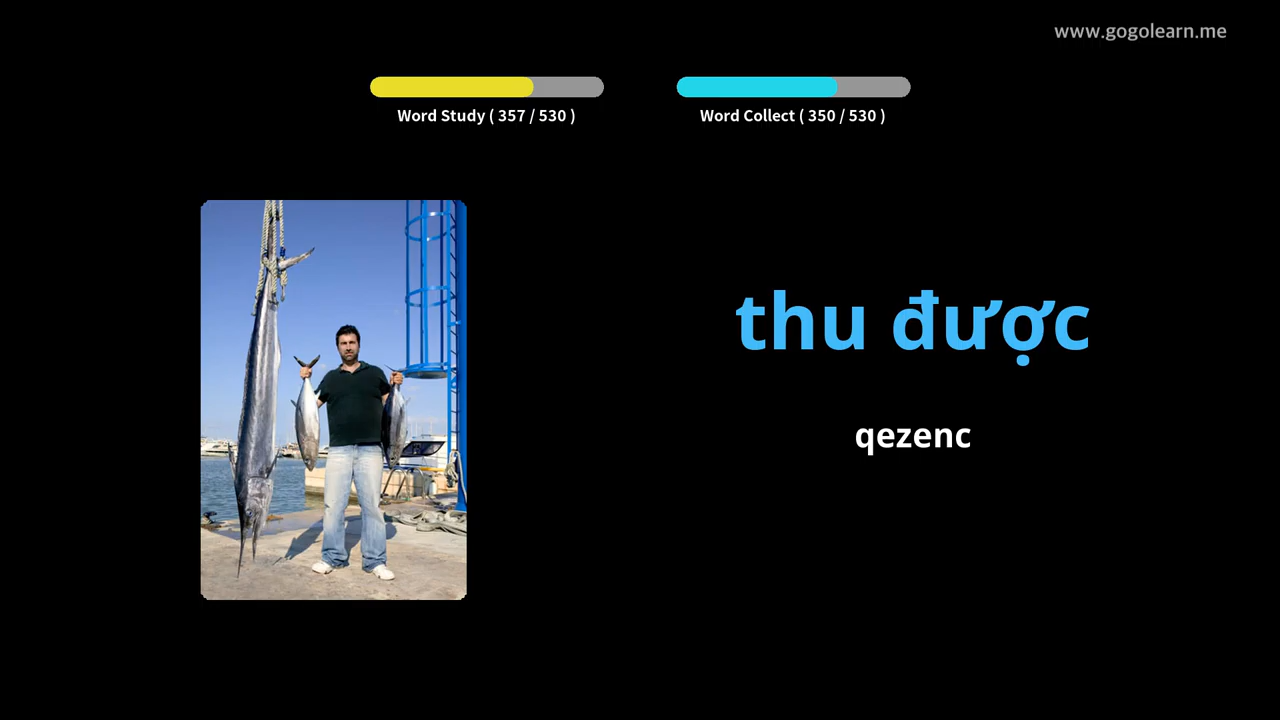 www.gogolearn.me
Word Study ( 357 / 530 )
Word Collect ( 350 / 530 )
thu được
qezenc